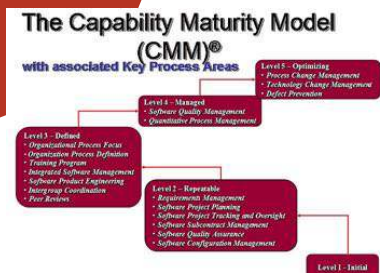 The Capability Maturity Model
(CMM)®
with associated Key Process Areas
Level 5 – Optimizing
• Process Change Management
• Technology Change Management
• Defect Prevention
Level 4 – Managed
• Software Quality Management
• Quantitative Process Management
Level 3 – Defined
• Organizational Process Focus
• Organization Process Definition
• Training Program
• Integrated Software Management
• Software Product Engineering
• Intergroup Coordination
• Peer Reviews
Level 2 – Repeatable
• Requirements Management
• Software Project Planning
• Software Project Tracking and Oversight
• Software Subcontract Management
• Software Quality Assurance
• Software Configuration Management
Level 1 - Initial